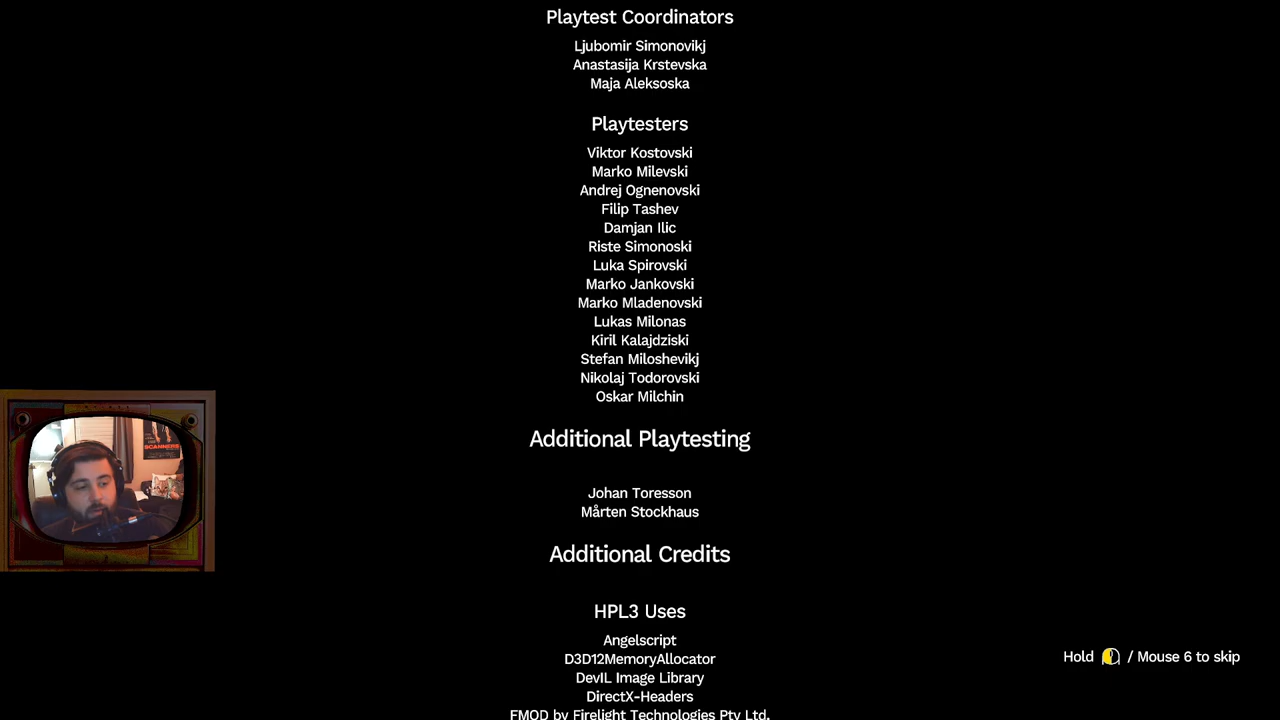 Playtest Coordinators
Ljubomir Simonovikj
Anastasija Krstevska
Maja Aleksoska
Playtesters
Viktor Kostovski
Marko Milevski
Andrej Ognenovski
Filip Tashev
Damjan Ilic
Riste Simonoski
Luka Spirovski
Marko Jankovski
Marko Mladenovski
Lukas Milonas
Kiril Kalajdziski
Stefan Miloshevikj
Nikolaj Todorovski
Oskar Milchin
Additional Playtesting
Johan Toresson
Mårten Stockhaus
Additional Credits
HPL3 Uses
Angelscript
D3D12MemoryAllocator
DevIL Image Library
DirectX-Headers
FMOD by Firelight Technologies Pty Ltd.
Hold / Mouse 6 to skip
SCANNERS